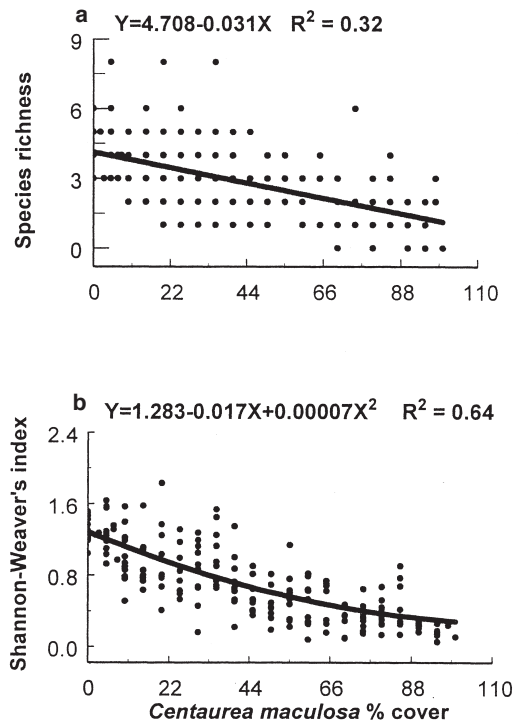 a Y=4.708-0.031X R² = 0.32
9
6
3
0
Species richness
0 22 44 66 88 110
b Y=1.283-0.017X+0.00007X² R² = 0.64
2.4
1.6
0.8
0.0
Shannon-Weaver's index
0 22 44 66 88 110
Centaurea maculosa % cover